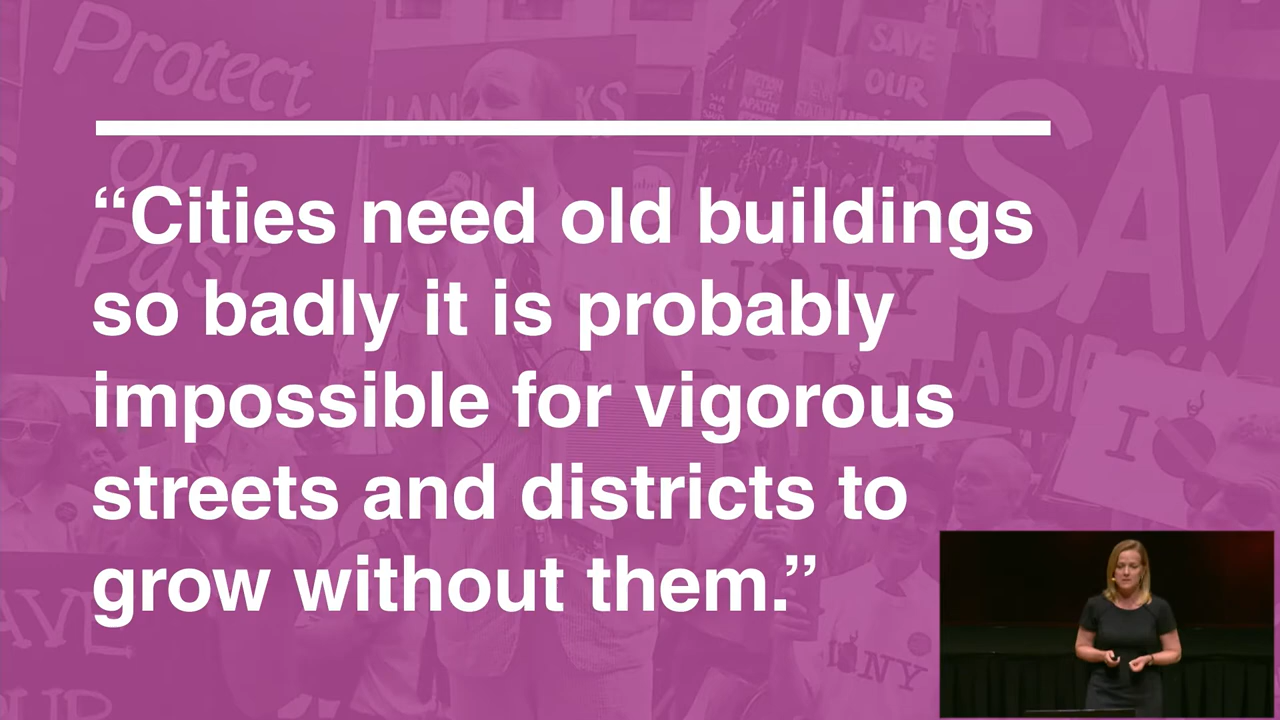 “Cities need old buildings
so badly it is probably
impossible for vigorous
streets and districts to
grow without them.”
Protect
our
Past
SAVE
OUR
I NY
I
NY